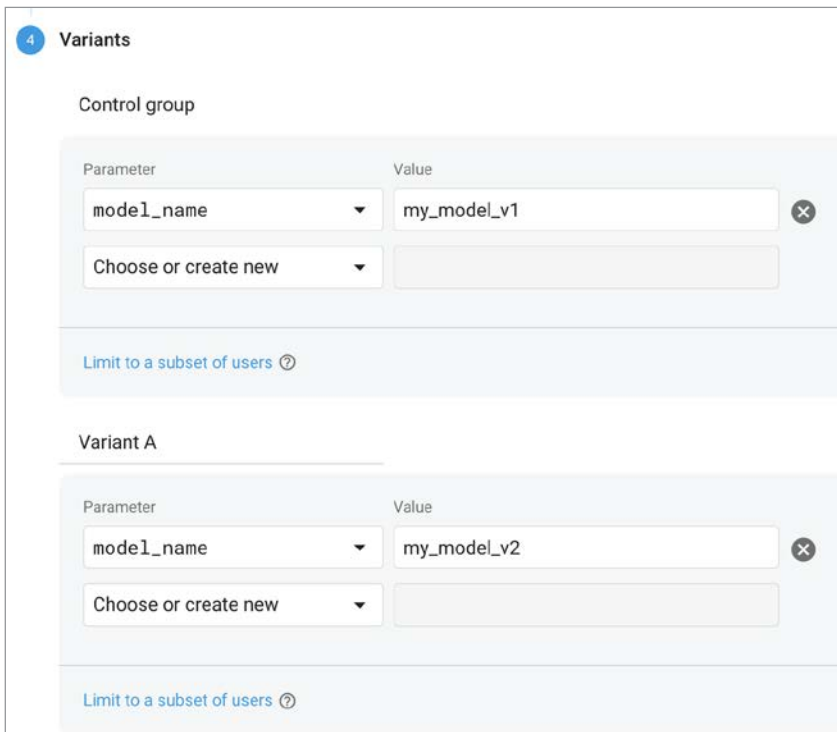 4 Variants
Control group
Parameter Value
model_name my_model_v1
Choose or create new
Limit to a subset of users
Variant A
Parameter Value
model_name my_model_v2
Choose or create new
Limit to a subset of users